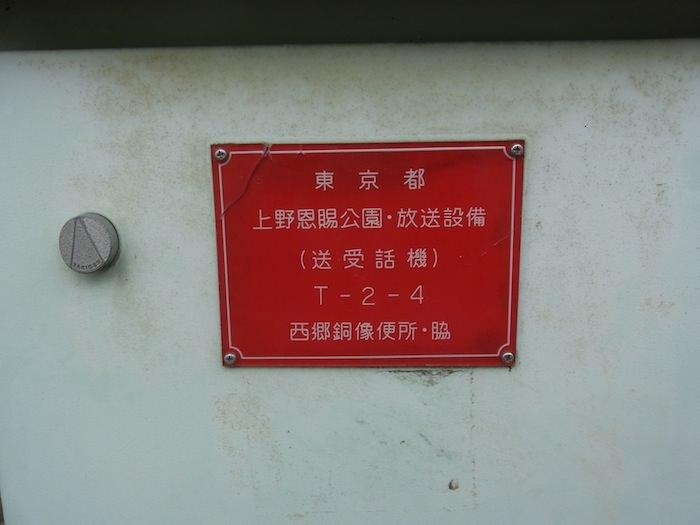 東京都
上野恩賜公園・放送設備
(送受話機)
T-2-4
西郷銅像便所・脇